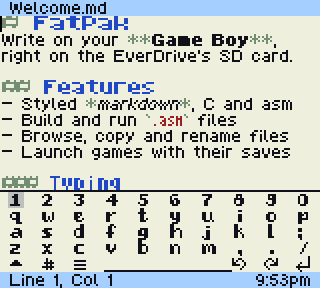 Welcome.md
# FatPak
Write on your **Game Boy**,
right on the EverDrive's SD card.
## Features
- Styled *markdown*, C and asm
- Build and run `.asm` files
- Browse, copy and rename files
- Launch games with their saves
### Typing
1 2 3 4 5 6 7 8 9 0
q w e r t y u i o p
a s d f g h j k l ;
z x c v b n m , . /
# ≡
Line 1, Col 1 9:53pm